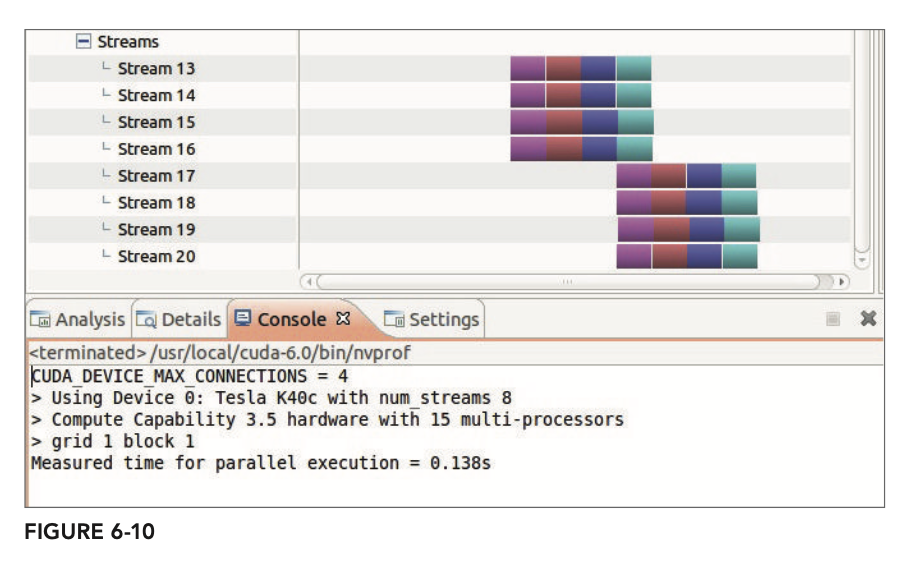 Streams
Stream 13
Stream 14
Stream 15
Stream 16
Stream 17
Stream 18
Stream 19
Stream 20
Analysis Details Console Settings
<terminated> /usr/local/cuda-6.0/bin/nvprof
CUDA_DEVICE_MAX_CONNECTIONS = 4
> Using Device 0: Tesla K40c with num_streams 8
> Compute Capability 3.5 hardware with 15 multi-processors
> grid 1 block 1
Measured time for parallel execution = 0.138s
FIGURE 6-10